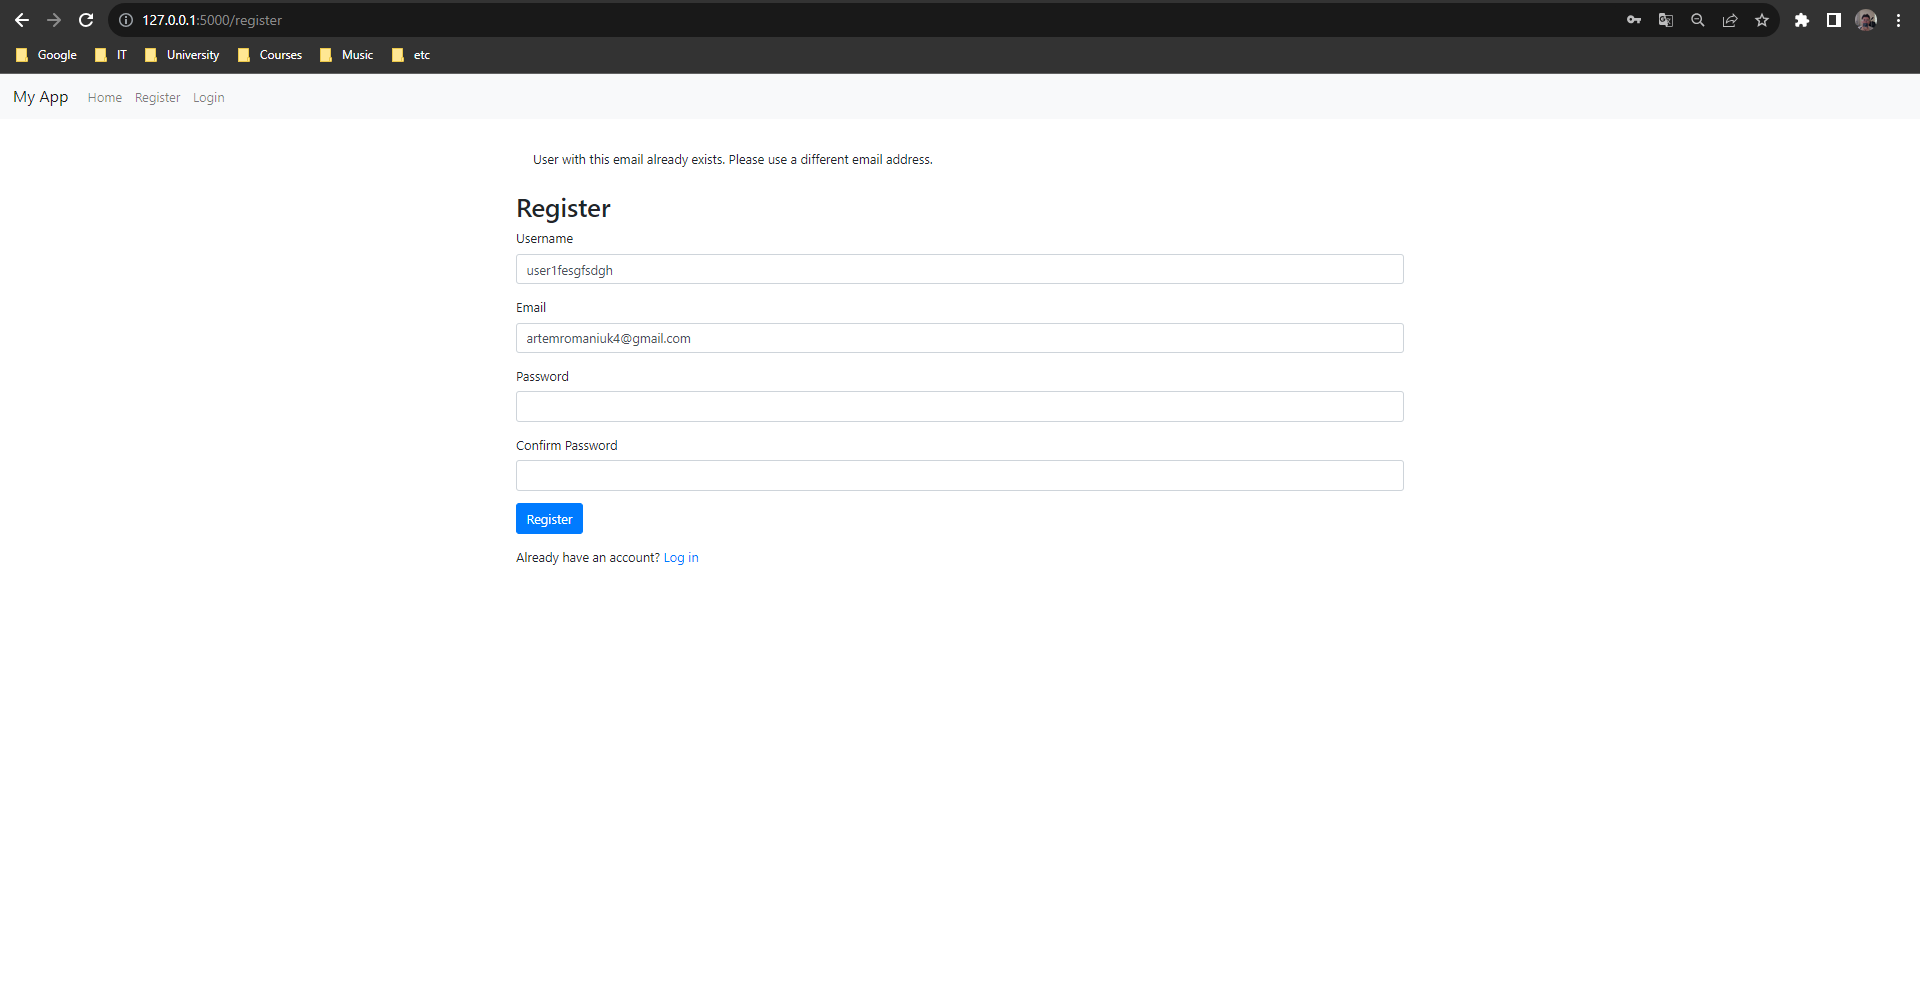 127.0.0.1:5000/register
Google IT University Courses Music etc
My App Home Register Login
User with this email already exists. Please use a different email address.
Register
Username
user1fesgfsdgh
Email
artemromaniuk4@gmail.com
Password
Confirm Password
Register
Already have an account? Log in